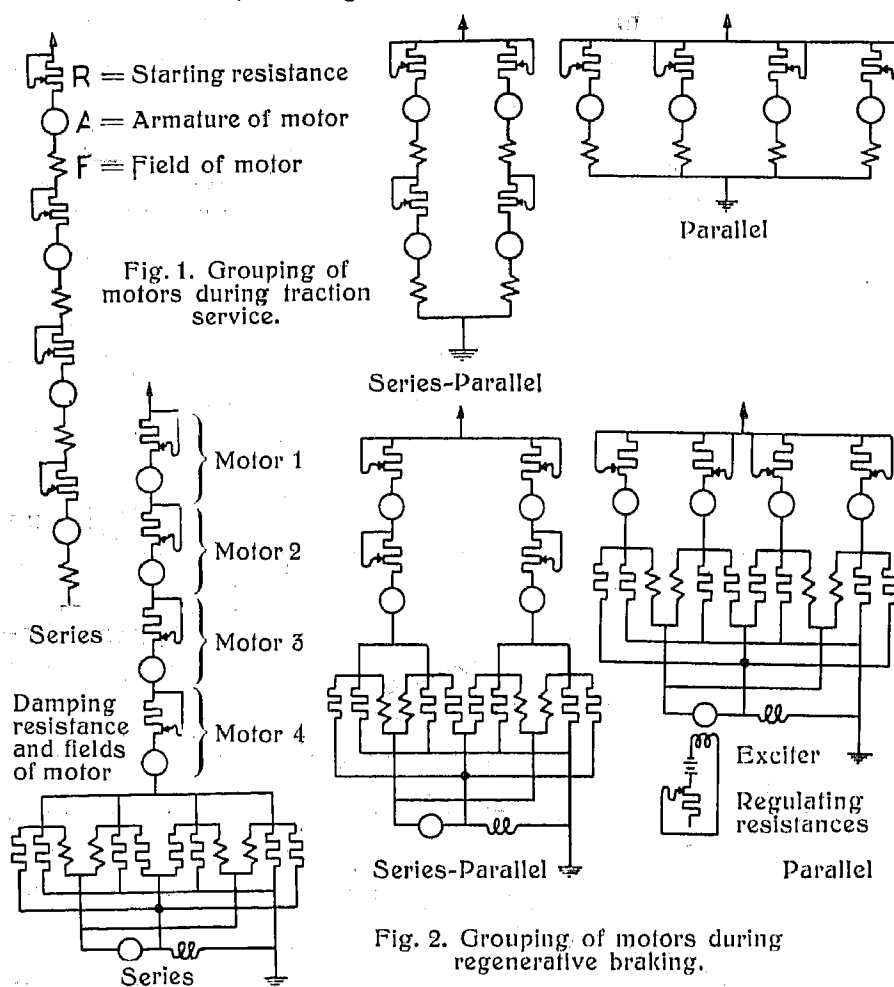 R = Starting resistance
A = Armature of motor
F = Field of motor
Fig. 1. Grouping of
motors during traction
service.
Series-Parallel
Parallel
Series
Motor 1
Motor 2
Motor 3
Motor 4
Damping
resistance
and fields
of motor
Series
Series-Parallel
Exciter
Regulating
resistances
Parallel
Fig. 2. Grouping of motors during
regenerative braking.